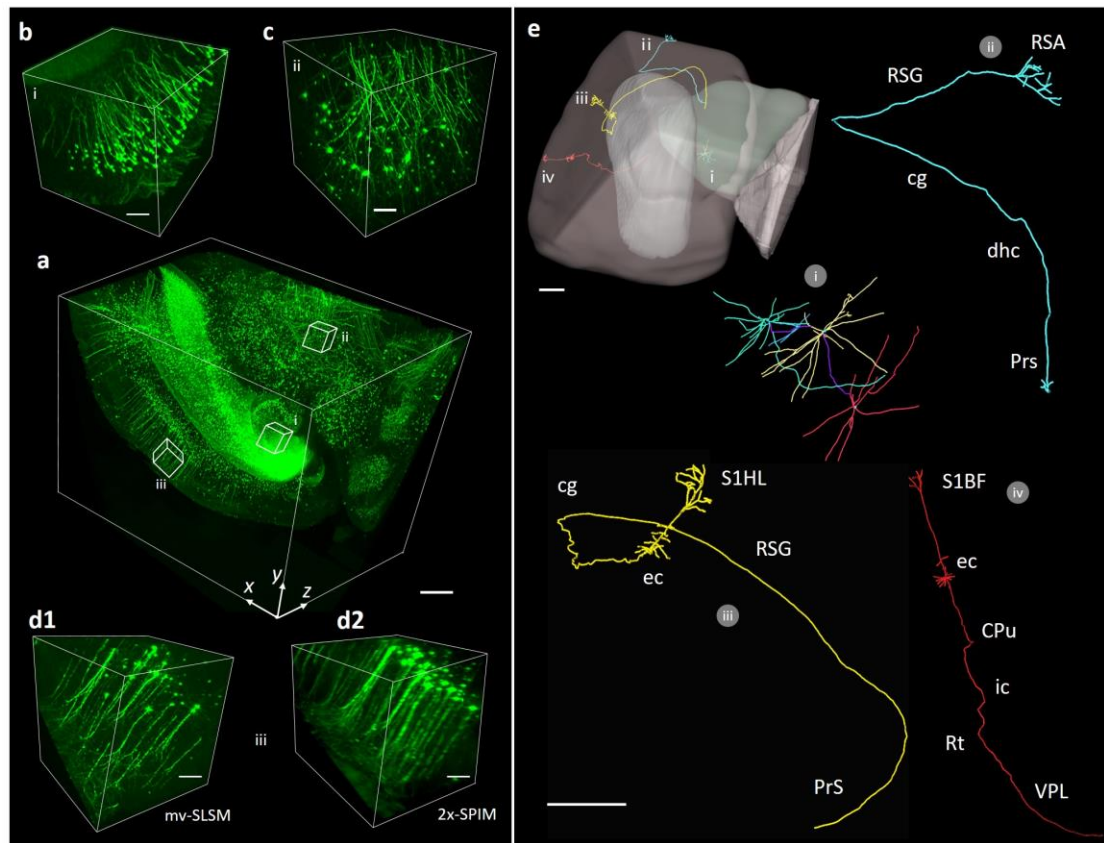 b
i
c
ii
a
ii
i
iii
x
y
z
d1
d2
iii
mv-SLSM
2x-SPIM
e
ii
iii
iv
i
ii
RSA
RSG
cg
dhc
Prs
i
cg
S1HL
RSG
ec
iii
PrS
S1BF
iv
ec
CPu
ic
Rt
VPL